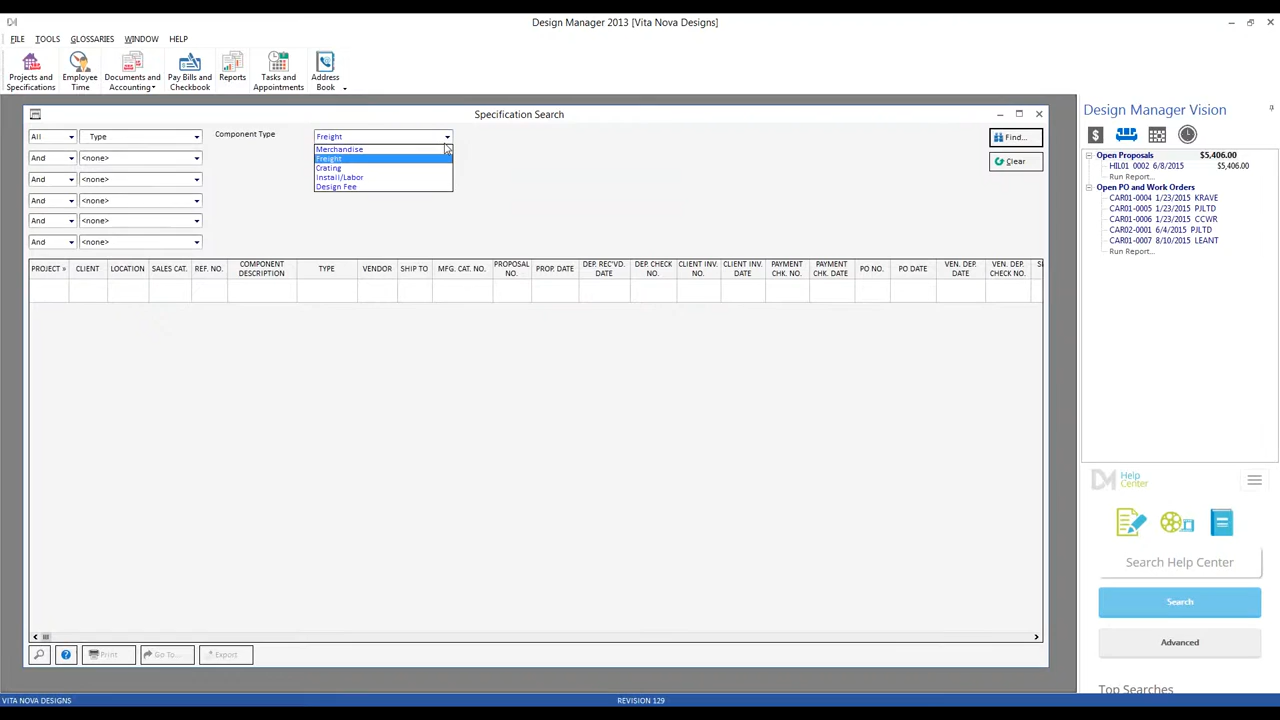 Design Manager 2013 [Vita Nova Designs]
FILE TOOLS GLOSSARIES WINDOW HELP
Projects and Specifications
Employee Time
Documents and Accounting
Pay Bills and Checkbook
Reports
Tasks and Appointments
Address Book
Specification Search
All Type Component Type Freight Find...
And <none> Merchandise
Freight Clear
Crating
And <none> Install/Labor
Design Fee
And <none>
And <none>
And <none>
PROJECT CLIENT LOCATION SALES CAT. REF. NO. COMPONENT DESCRIPTION TYPE VENDOR SHIP TO MFG. CAT. NO. PROPOSAL NO. PROP. DATE DEP. REC'VD. DATE DEP. CHECK NO. CLIENT INV. NO. CLIENT INV. DATE PAYMENT CHK. NO. PAYMENT CHK. DATE PO NO. PO DATE VEN. DEP. DATE VEN. DEP. CHECK NO.
Print Go To... Export
Design Manager Vision
Open Proposals $5,406.00
HIL01 0002 6/8/2015 $5,406.00
Run Report...
Open PO and Work Orders
CAR01-0004 1/23/2015 KRAVE
CAR01-0005 1/23/2015 PJLTD
CAR01-0006 1/23/2015 CCWR
CAR02-0001 6/4/2015 PJLTD
CAR01-0007 8/10/2015 LEANT
Run Report...
DM Help Center
Search Help Center
Search
Advanced
Top Searches
VITA NOVA DESIGNS REVISION 129